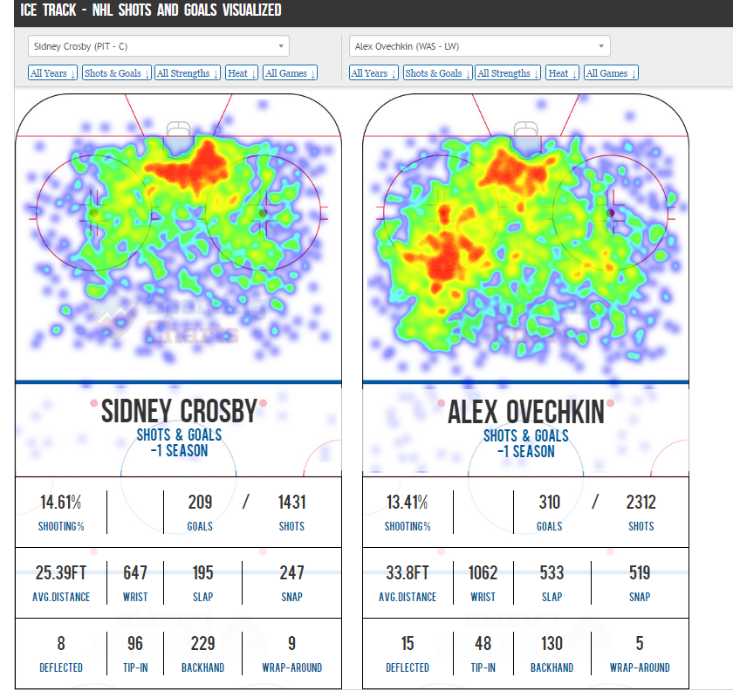 ICE TRACK - NHL SHOTS AND GOALS VISUALIZED
Sidney Crosby (PIT - C)
Alex Ovechkin (WAS - LW)
All Years ↓ Shots & Goals ↓ All Strengths ↓ Heat ↓ All Games ↓
All Years ↓ Shots & Goals ↓ All Strengths ↓ Heat ↓ All Games ↓
SIDNEY CROSBY
SHOTS & GOALS
-1 SEASON
14.61% 209 / 1431
SHOOTING% GOALS SHOTS
25.39FT 647 195 247
AVG.DISTANCE WRIST SLAP SNAP
8 96 229 9
DEFLECTED TIP-IN BACKHAND WRAP-AROUND
ALEX OVECHKIN
SHOTS & GOALS
-1 SEASON
13.41% 310 / 2312
SHOOTING% GOALS SHOTS
33.8FT 1062 533 519
AVG.DISTANCE WRIST SLAP SNAP
15 48 130 5
DEFLECTED TIP-IN BACKHAND WRAP-AROUND